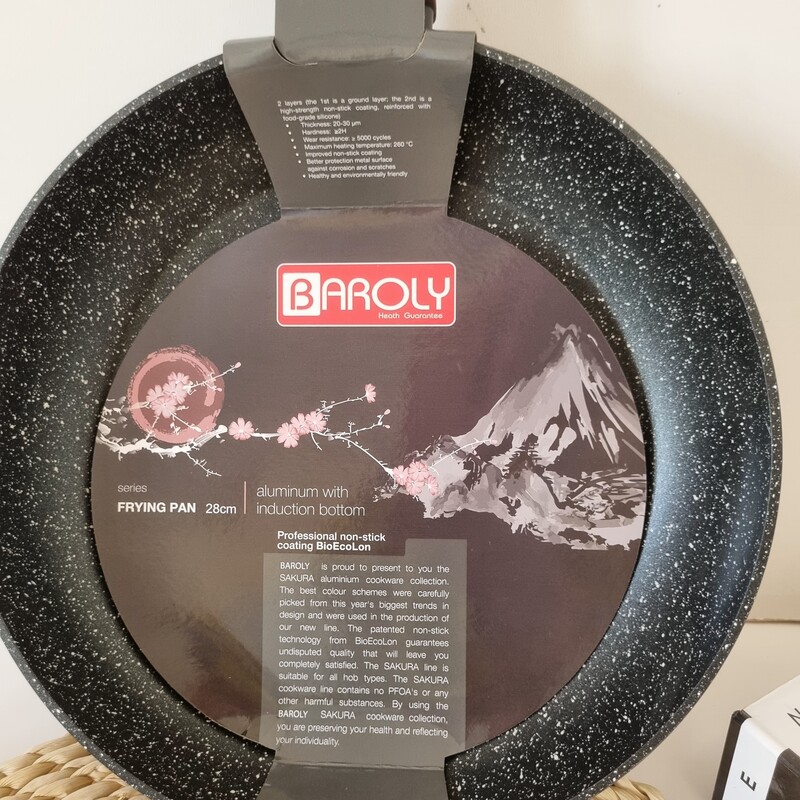 2 layers (the 1st is a ground layer; the 2nd is a
high-strength non-stick coating, reinforced with
food-grade silicone)
• Thickness: 20-30 μm
• Hardness: ≥2H
• Wear resistance: ≥ 5000 cycles
• Maximum heating temperature: 260 °C
• Improved non-stick coating
• Better protection metal surface
against corrosion and scratches
• Healthy and environmentally friendly
BAROLY
Heath Guarantee
series
FRYING PAN 28cm
aluminum with
induction bottom
Professional non-stick
coating BioEcoLon
BAROLY is proud to present to you the
SAKURA aluminium cookware collection.
The best colour schemes were carefully
picked from this year's biggest trends in
design and were used in the production of
our new line. The patented non-stick
technology from BioEcoLon guarantees
undisputed quality that will leave you
completely satisfied. The SAKURA line is
suitable for all hob types. The SAKURA
cookware line contains no PFOA's or any
other harmful substances. By using the
BAROLY SAKURA cookware collection,
you are preserving your health and reflecting
your individuality.
N
E